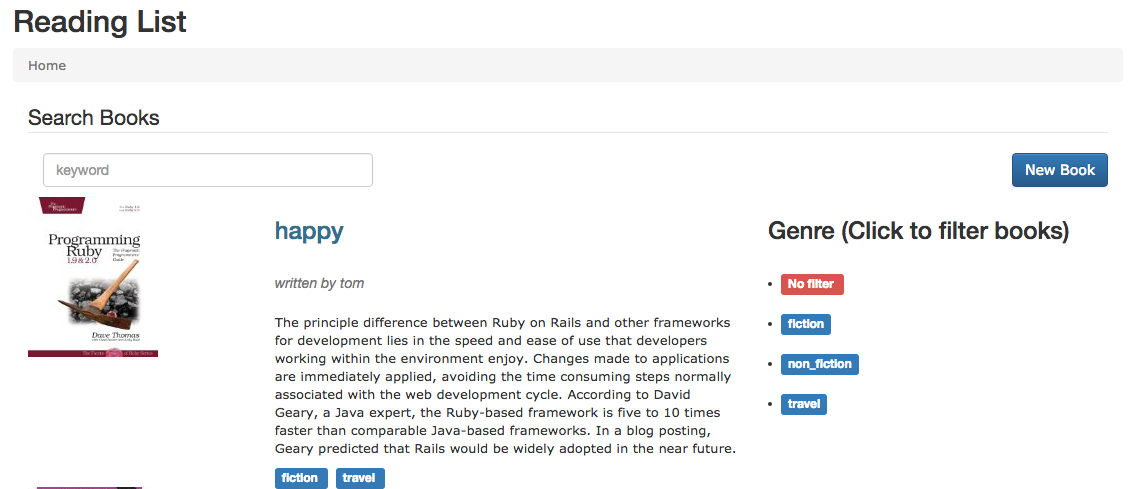 Reading List
Home
Search Books
keyword
New Book
Programming
Ruby
1.9 & 2.0
The Pragmatic
Programmers'
Guide
Dave Thomas
happy
written by tom
The principle difference between Ruby on Rails and other frameworks
for development lies in the speed and ease of use that developers
working within the environment enjoy. Changes made to applications
are immediately applied, avoiding the time consuming steps normally
associated with the web development cycle. According to David
Geary, a Java expert, the Ruby-based framework is five to 10 times
faster than comparable Java-based frameworks. In a blog posting,
Geary predicted that Rails would be widely adopted in the near future.
fiction travel
Genre (Click to filter books)
No filter
fiction
non_fiction
travel